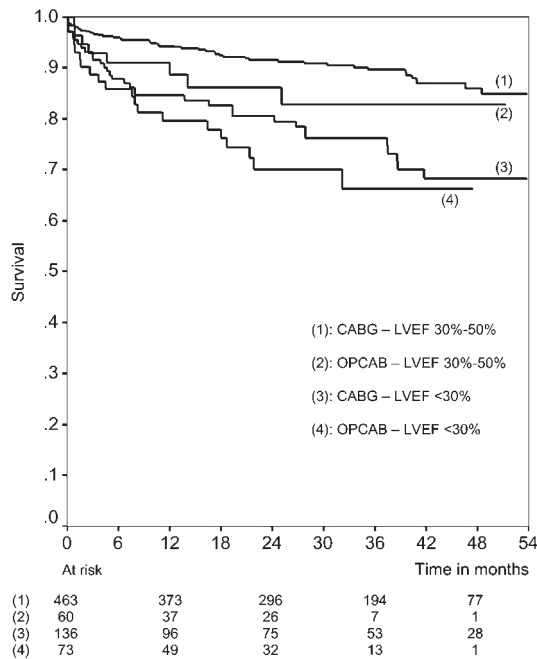 1.0
.9
.8
.7
.6
.5
.4
.3
.2
.1
.0
Survival
(1)
(2)
(3)
(4)
(1): CABG – LVEF 30%-50%
(2): OPCAB – LVEF 30%-50%
(3): CABG – LVEF <30%
(4): OPCAB – LVEF <30%
0 6 12 18 24 30 36 42 48 54
At risk Time in months
(1) 463 373 296 194 77
(2) 60 37 26 7 1
(3) 136 96 75 53 28
(4) 73 49 32 13 1